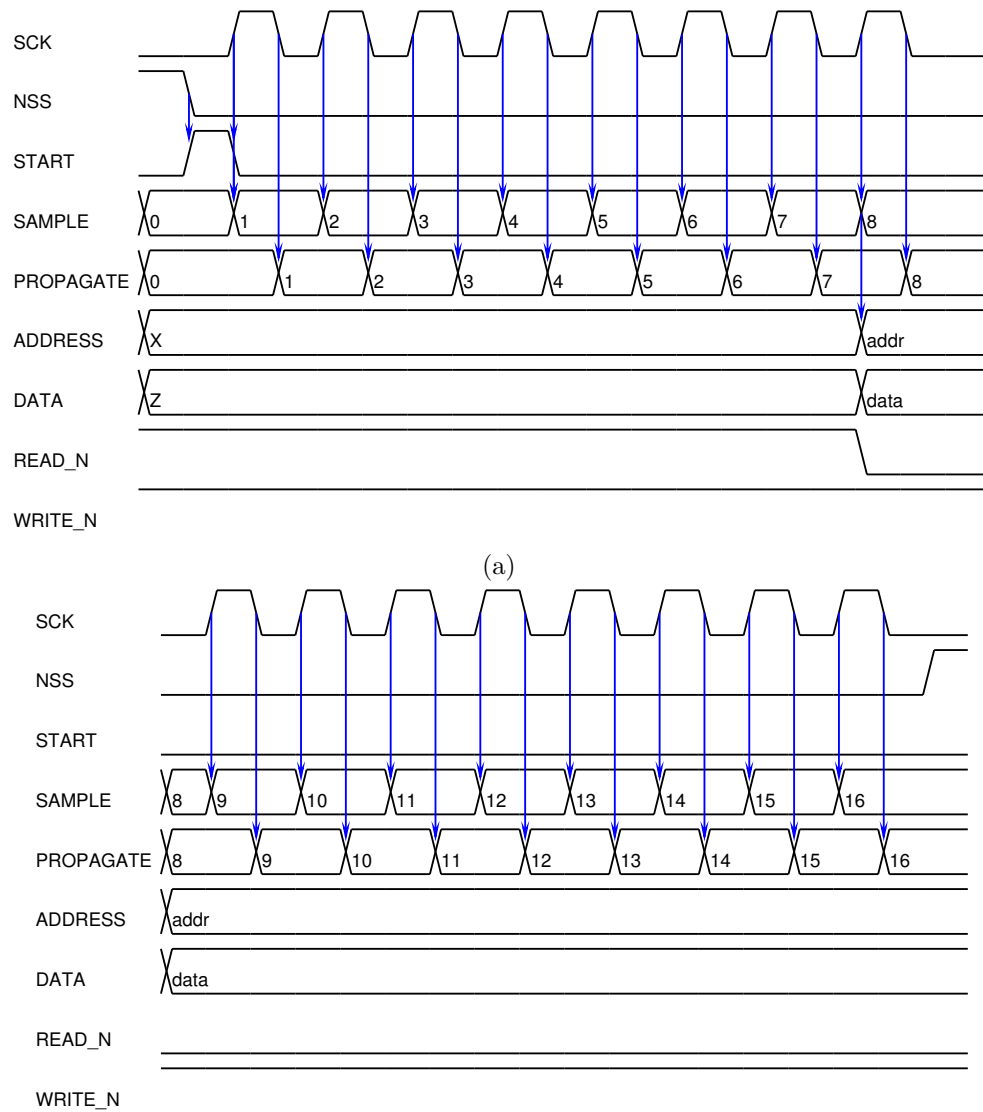 SCK
NSS
START
SAMPLE 0 1 2 3 4 5 6 7 8
PROPAGATE 0 1 2 3 4 5 6 7 8
ADDRESS X addr
DATA Z data
READ_N
WRITE_N
(a)
SCK
NSS
START
SAMPLE 8 9 10 11 12 13 14 15 16
PROPAGATE 8 9 10 11 12 13 14 15 16
ADDRESS addr
DATA data
READ_N
WRITE_N